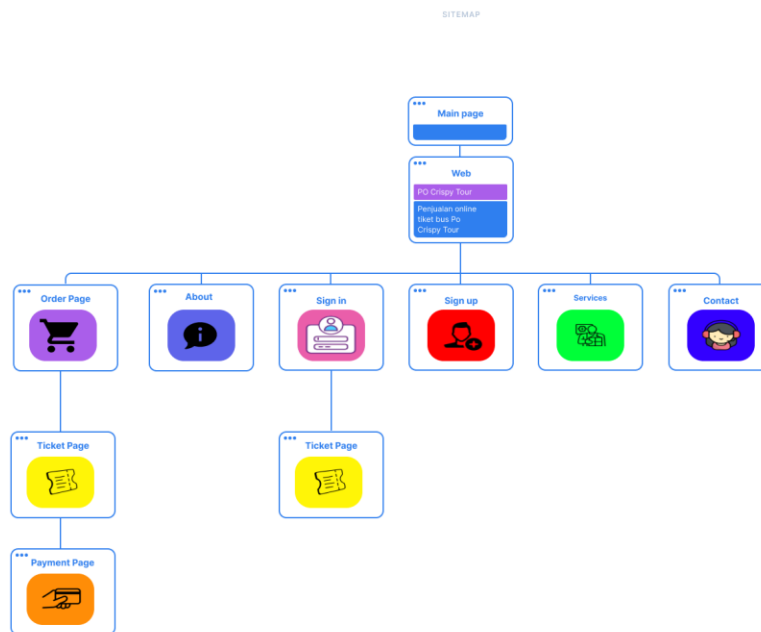 SITEMAP
Main page
Web
PO Crispy Tour
Penjualan online
tiket bus Po
Crispy Tour
Order Page
About
Sign in
Sign up
Services
Contact
Ticket Page
Ticket Page
Payment Page